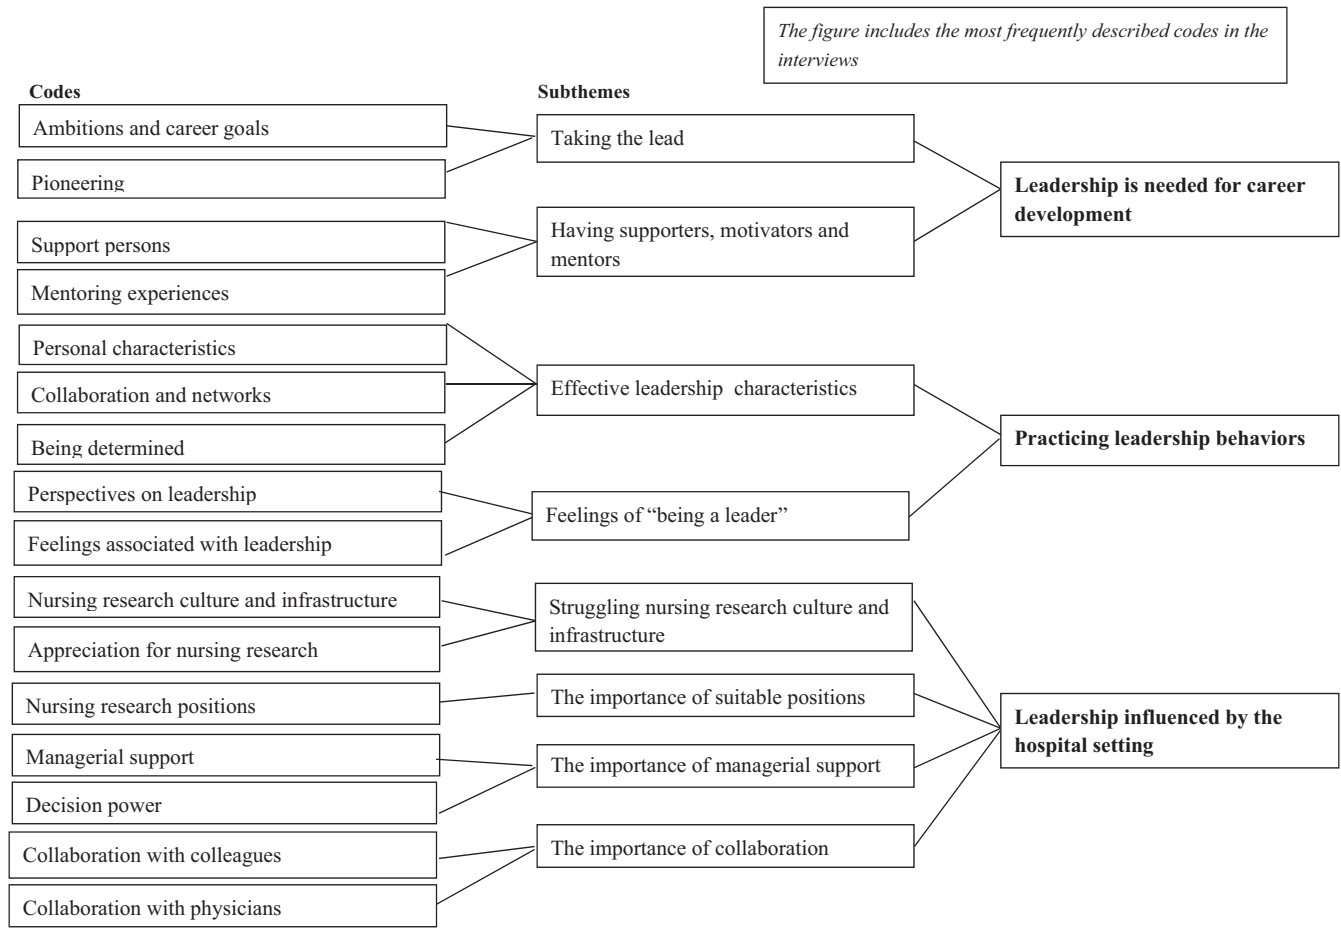 The figure includes the most frequently described codes in the
interviews
Codes
Subthemes
Ambitions and career goals
Pioneering
Support persons
Mentoring experiences
Personal characteristics
Collaboration and networks
Being determined
Perspectives on leadership
Feelings associated with leadership
Nursing research culture and infrastructure
Appreciation for nursing research
Nursing research positions
Managerial support
Decision power
Collaboration with colleagues
Collaboration with physicians
Taking the lead
Having supporters, motivators and
mentors
Effective leadership characteristics
Feelings of “being a leader”
Struggling nursing research culture and
infrastructure
The importance of suitable positions
The importance of managerial support
The importance of collaboration
Leadership is needed for career
development
Practicing leadership behaviors
Leadership influenced by the
hospital setting